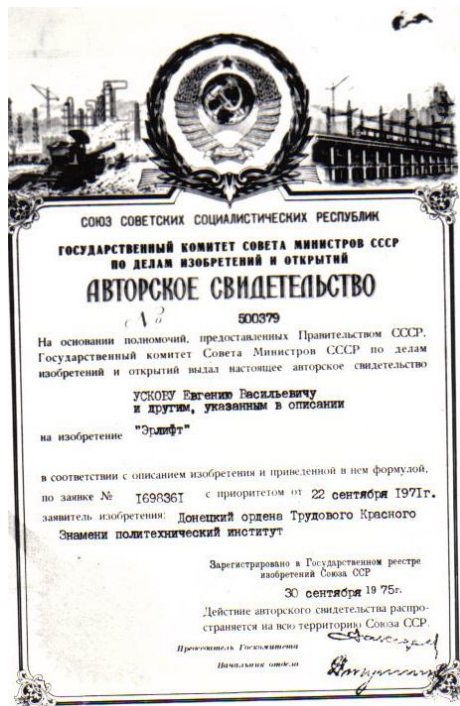 СОЮЗ СОВЕТСКИХ СОЦИАЛИСТИЧЕСКИХ РЕСПУБЛИК
ГОСУДАРСТВЕННЫЙ КОМИТЕТ СОВЕТА МИНИСТРОВ СССР
ПО ДЕЛАМ ИЗОБРЕТЕНИЙ И ОТКРЫТИЙ
АВТОРСКОЕ СВИДЕТЕЛЬСТВО
№ 500379
На основании полномочий, предоставленных Правительством СССР,
Государственный комитет Совета Министров СССР по делам
изобретений и открытий выдал настоящее авторское свидетельство
УСКОВУ Евгению Васильевичу
и другим, указанным в описании
на изобретение "Эрлифт"
в соответствии с описанием изобретения и приведенной в нем формулой,
по заявке № I69836I с приоритетом от 22 сентября I97Iг.
заявитель изобретения: Донецкий ордена Трудового Красного
Знамени политехнический институт
Зарегистрировано в Государственном реестре
изобретений Союза ССР
30 сентября 1975г.
Действие авторского свидетельства распро-
страняется на всю территорию Союза ССР.
Председатель Госкомитета
Начальник отдела